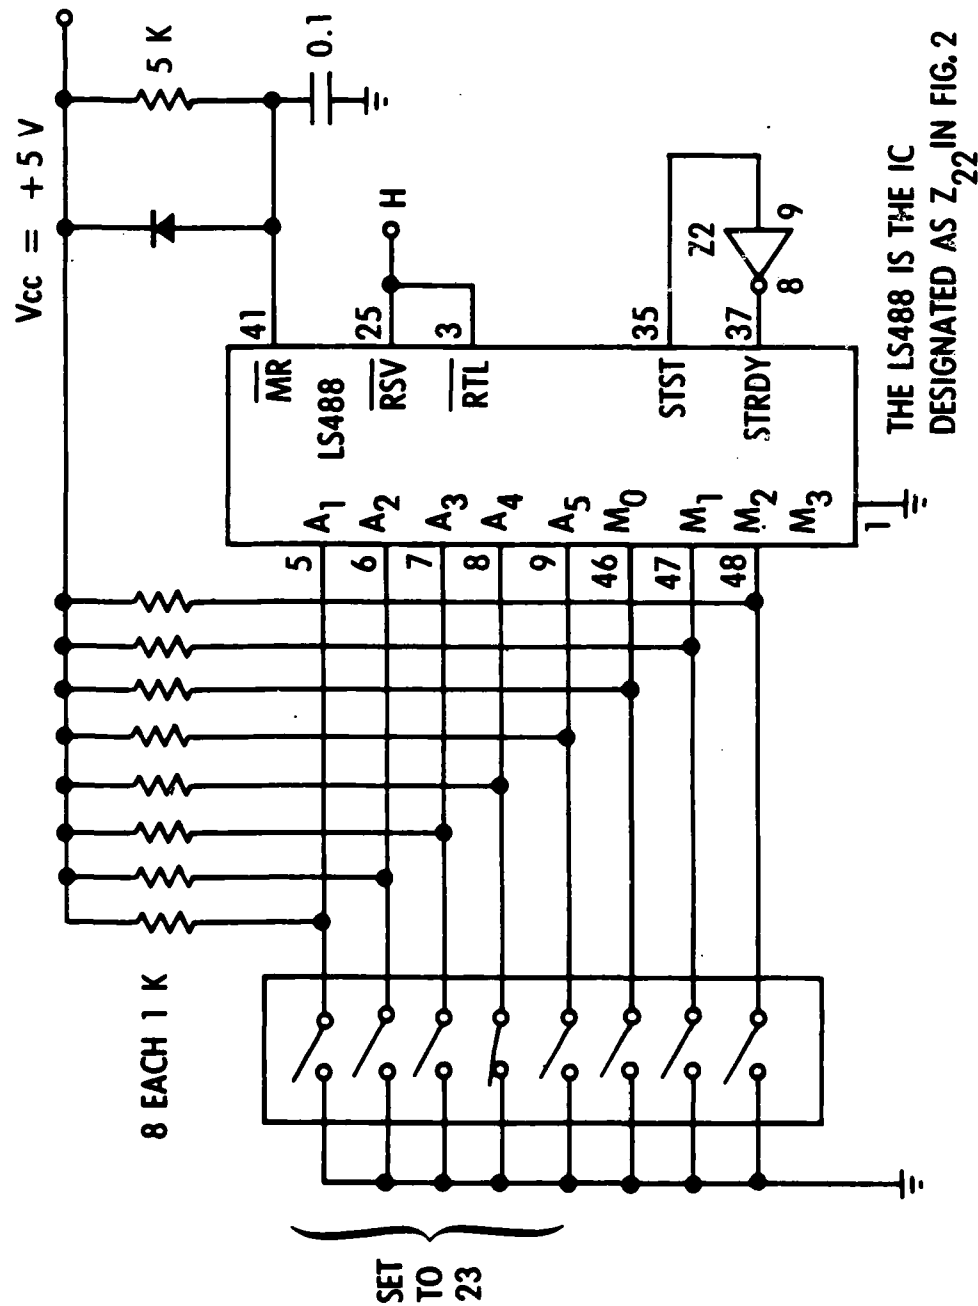 Vcc = +5 V
5 K
0.1
H
8 EACH 1 K
SET
TO
23
5
6
7
8
9
46
47
48
A1
A2
A3
A4
A5
M0
M1
M2
M3
LS488
MR
RSV
RTL
STST
STRDY
41
25
3
35
37
1
Z2
9
8
THE LS488 IS THE IC
DESIGNATED AS Z22 IN FIG. 2